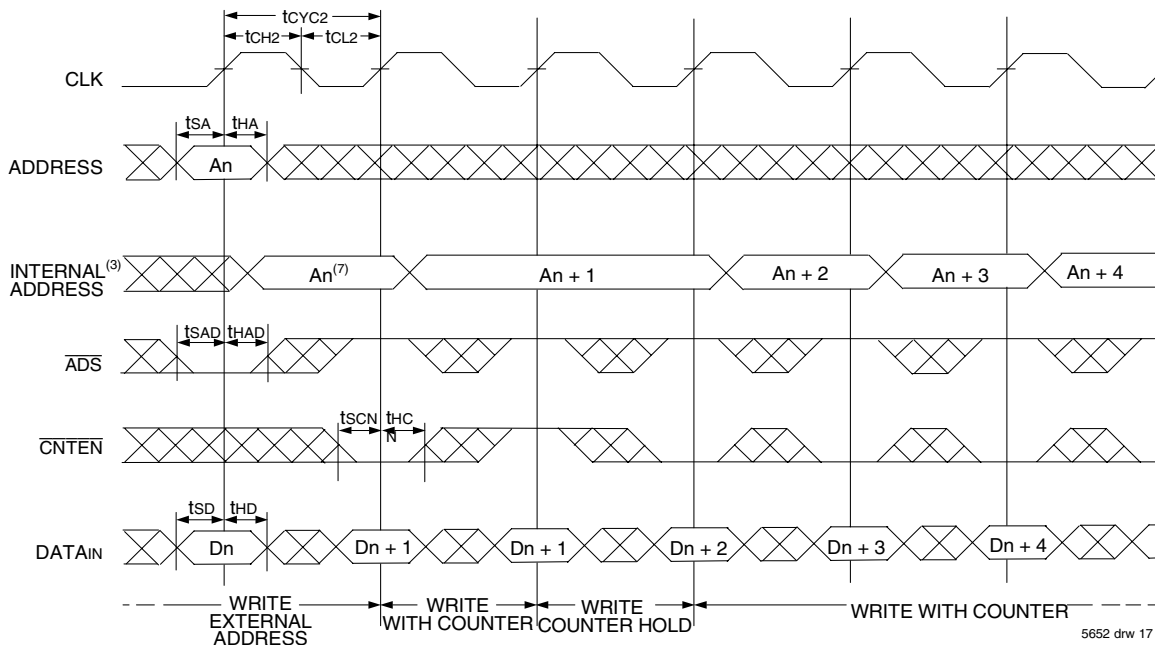 tCYC2
tCH2 tCL2
CLK
tSA tHA
ADDRESS An
INTERNAL(3) ADDRESS An(7) An + 1 An + 2 An + 3 An + 4
tSAD tHAD
ADS
tSCN tHCN
CNTEN
tSD tHD
DATAIN Dn Dn + 1 Dn + 1 Dn + 2 Dn + 3 Dn + 4
WRITE EXTERNAL ADDRESS
WRITE WITH COUNTER
WRITE COUNTER HOLD
WRITE WITH COUNTER
5652 drw 17